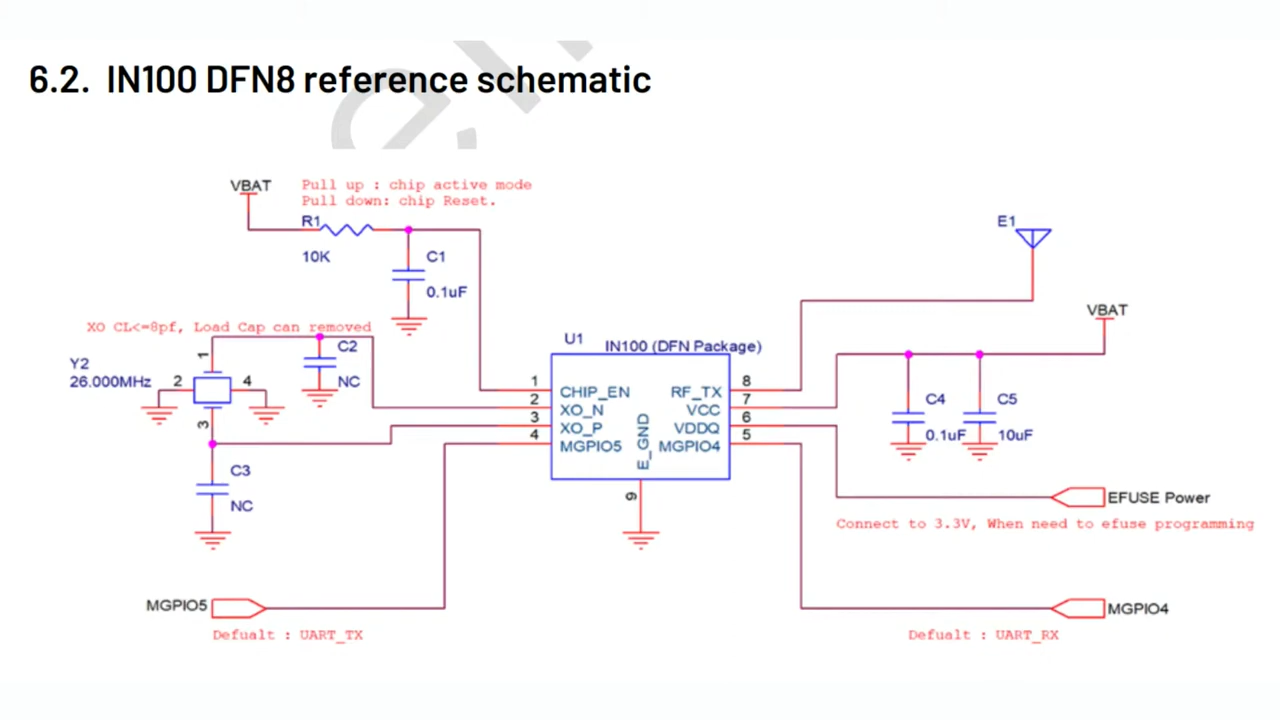 6.2. IN100 DFN8 reference schematic
VBAT
Pull up : chip active mode
Pull down: chip Reset.
R1
10K
C1
0.1uF
E1
XO CL<=8pf, Load Cap can removed
VBAT
Y2
26.000MHz
1
2
4
3
C2
NC
U1
IN100 (DFN Package)
1
2
3
4
CHIP_EN
XO_N
XO_P
MGPIO5
E_GND
RF_TX
VCC
VDDQ
MGPIO4
8
7
6
5
9
C4
0.1uF
C5
10uF
C3
NC
EFUSE Power
Connect to 3.3V, When need to efuse programming
MGPIO5
Defualt : UART_TX
MGPIO4
Defualt : UART_RX